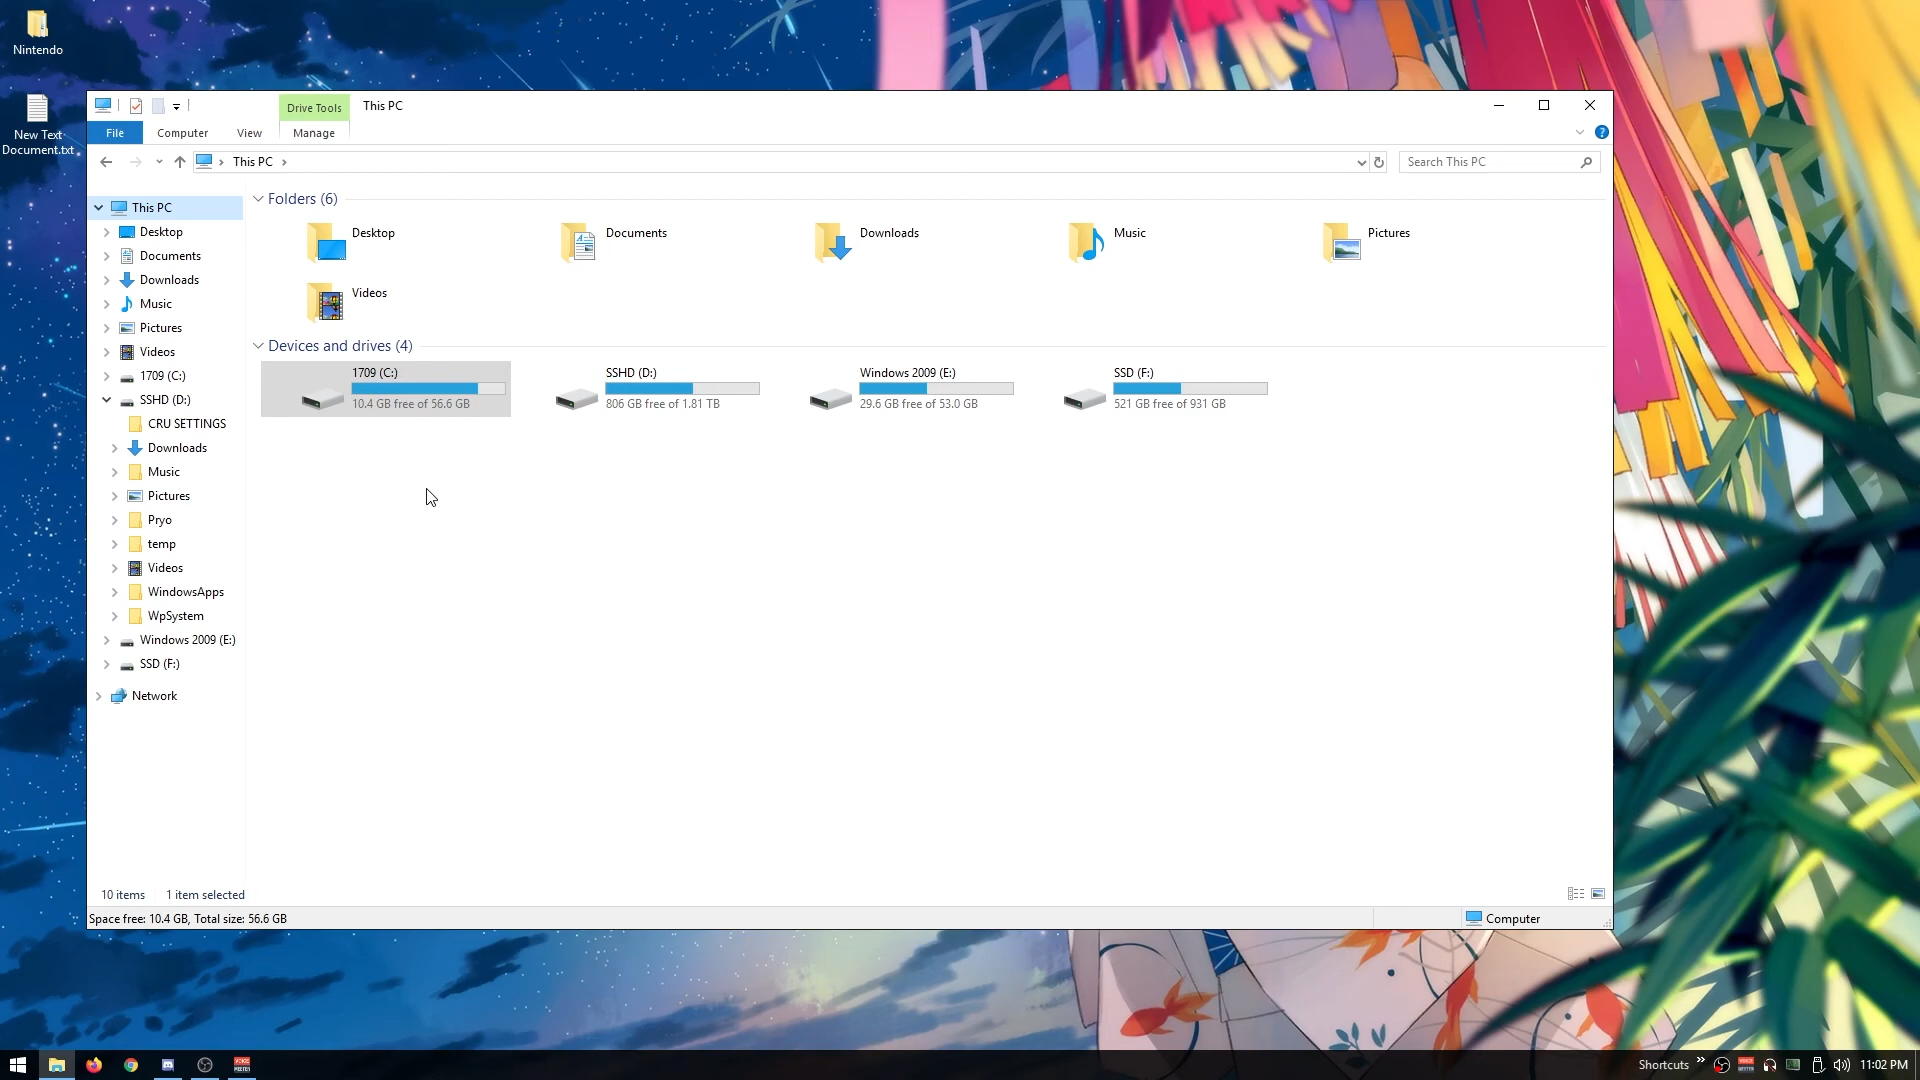 Nintendo
New Text
Document.txt
Drive Tools
This PC
File
Computer
View
Manage
This PC
Search This PC
This PC
Desktop
Documents
Downloads
Music
Pictures
Videos
1709 (C:)
SSHD (D:)
CRU SETTINGS
Downloads
Music
Pictures
Pryo
temp
Videos
WindowsApps
WpSystem
Windows 2009 (E:)
SSD (F:)
Network
Folders (6)
Desktop
Documents
Downloads
Music
Pictures
Videos
Devices and drives (4)
1709 (C:)
10.4 GB free of 56.6 GB
SSHD (D:)
806 GB free of 1.81 TB
Windows 2009 (E:)
29.6 GB free of 53.0 GB
SSD (F:)
521 GB free of 931 GB
10 items
1 item selected
Space free: 10.4 GB, Total size: 56.6 GB
Computer
Shortcuts
11:02 PM